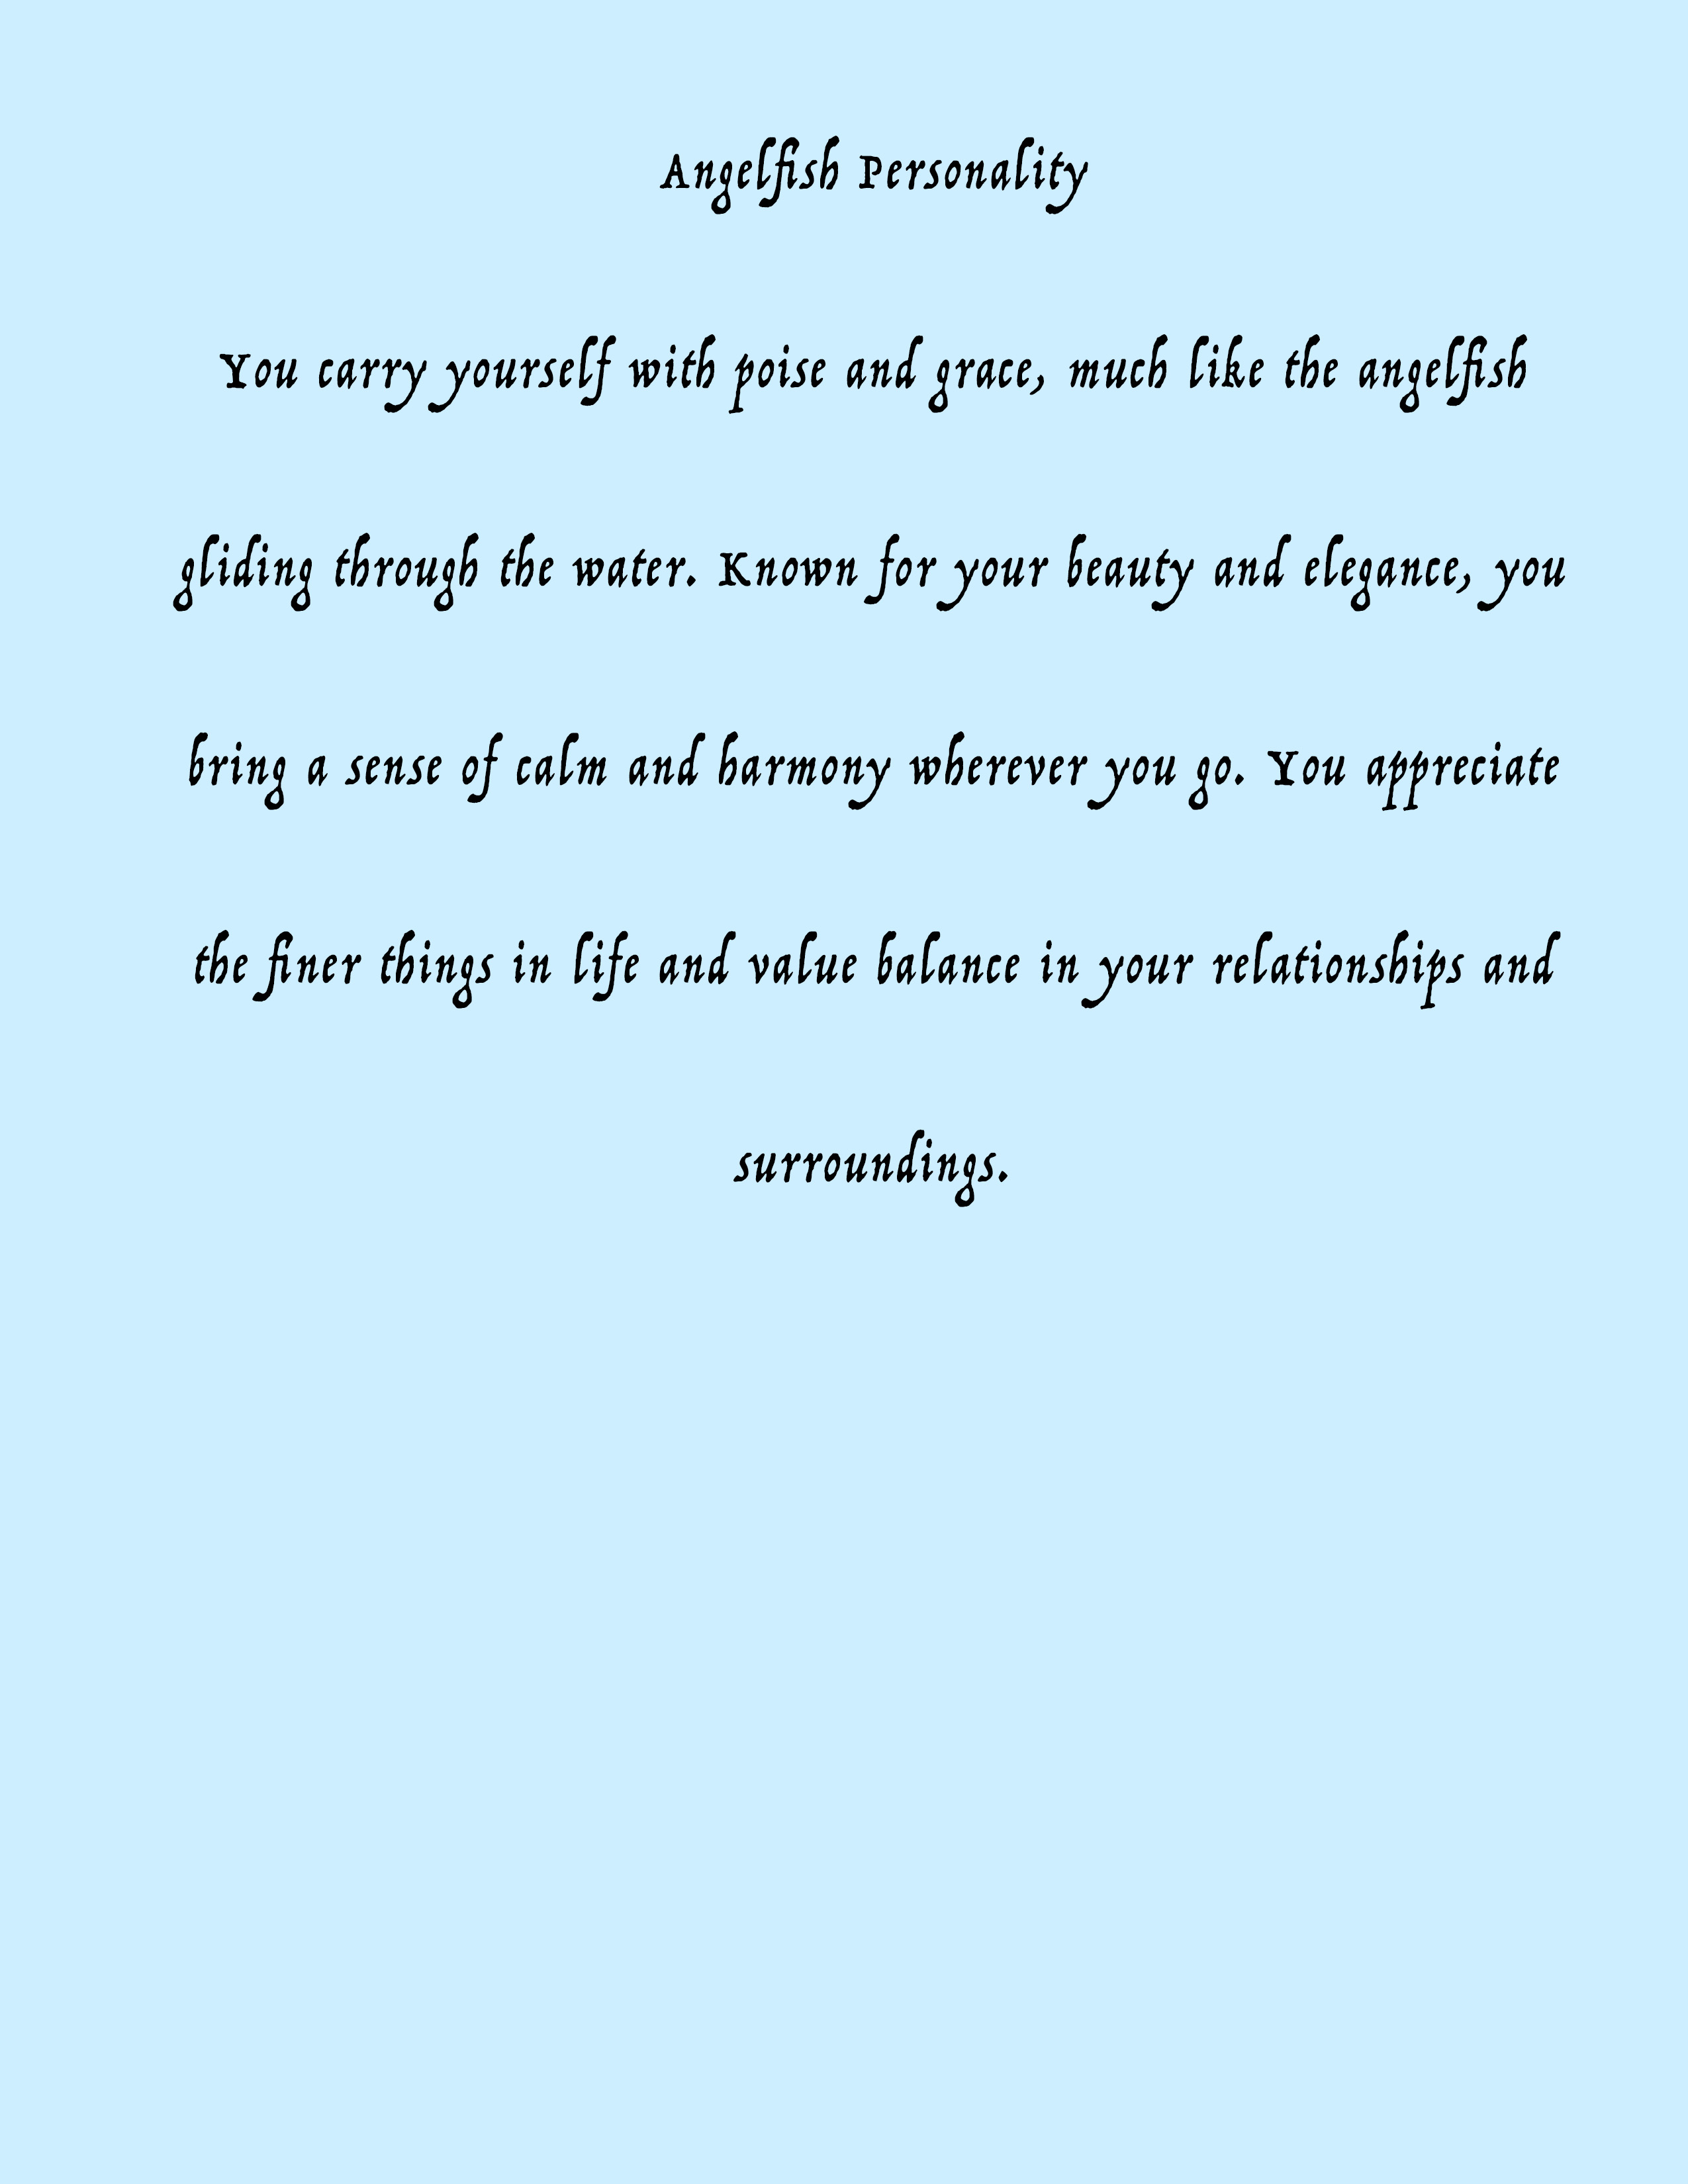 Angelfish Personality
You carry yourself with poise and grace, much like the angelfish
gliding through the water. Known for your beauty and elegance, you
bring a sense of calm and harmony wherever you go. You appreciate
the finer things in life and value balance in your relationships and
surroundings.